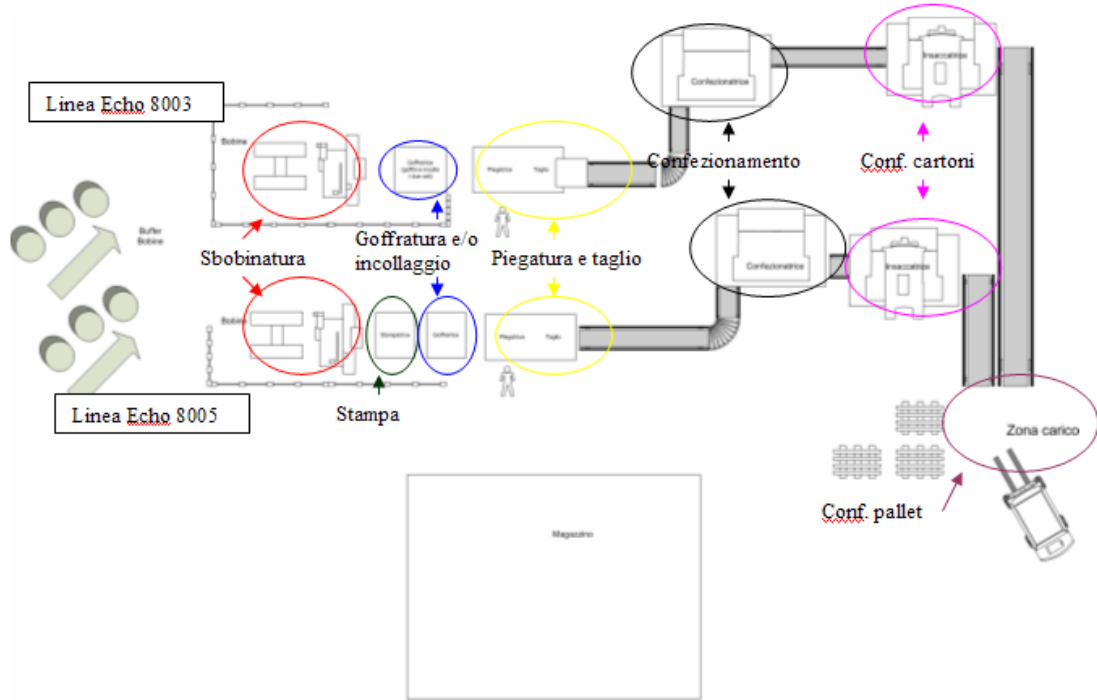 Linea Echo 8003
Confezionatrice
Insaccatrice
Bobine
Goffratrice
Piegatrice
Taglio
Confezionamento
Conf. cartoni
Buffer
Bobine
Sbobinatura
Goffratura e/o
incollaggio
Piegatura e taglio
Confezionatrice
Insaccatrice
Bobine
Stampatrice
Goffratrice
Piegatrice
Taglio
Linea Echo 8005
Stampa
Zona carico
Conf. pallet
Magazzino